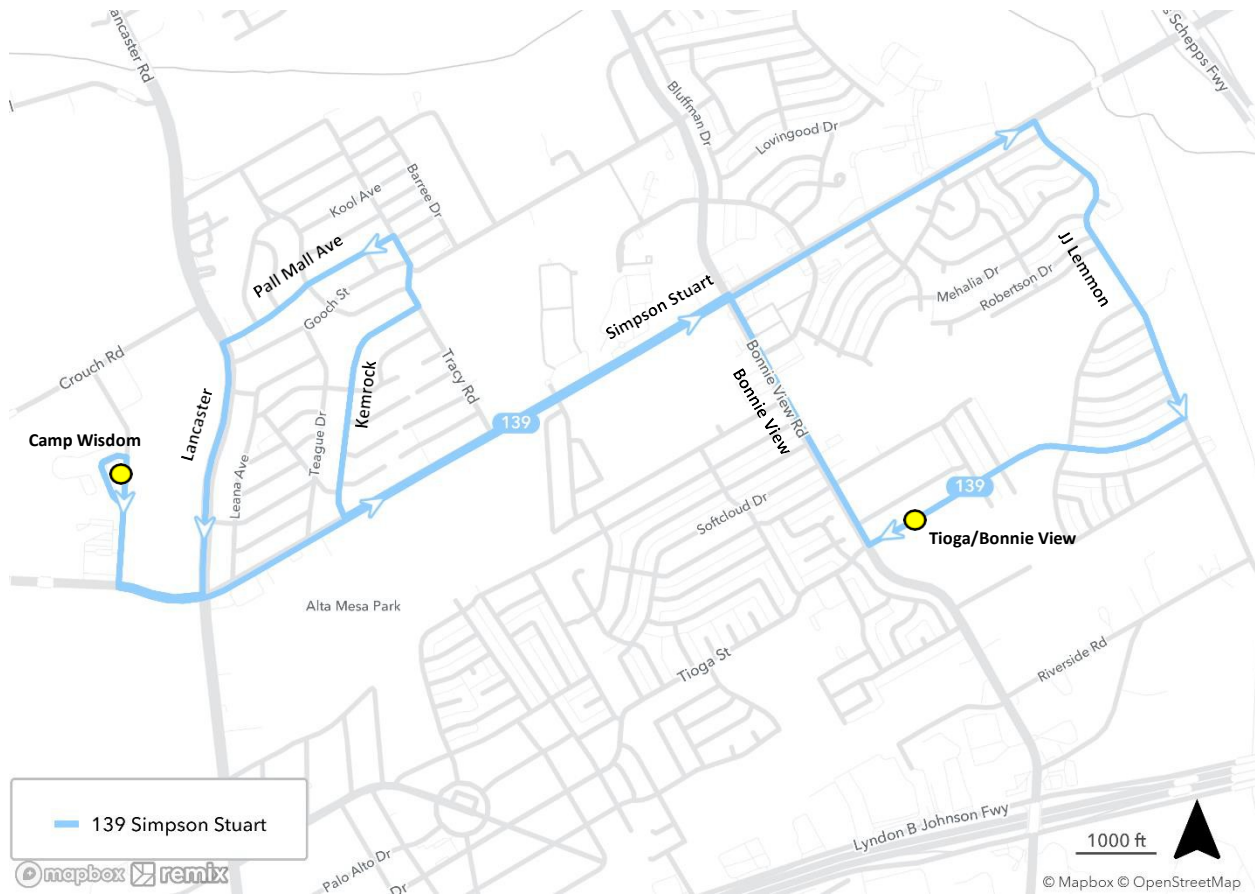 Lancaster Rd
Schepps Fwy
Bluffman Dr
Lovingood Dr
Barree Dr
Kool Ave
Pall Mall Ave
Gooch St
Simpson Stuart
JJ Lemmon
Mehalia Dr
Robertson Dr
Crouch Rd
Lancaster
Kemrock
Tracy Rd
Bonnie View Rd
Bonnie View
139
Camp Wisdom
Leana Ave
Teague Dr
139
Softcloud Dr
Tioga/Bonnie View
Alta Mesa Park
Tioga St
Riverside Rd
139 Simpson Stuart
Lyndon B Johnson Fwy
Palo Alto Dr
Dr
1000 ft
mapbox remix
© Mapbox © OpenStreetMap